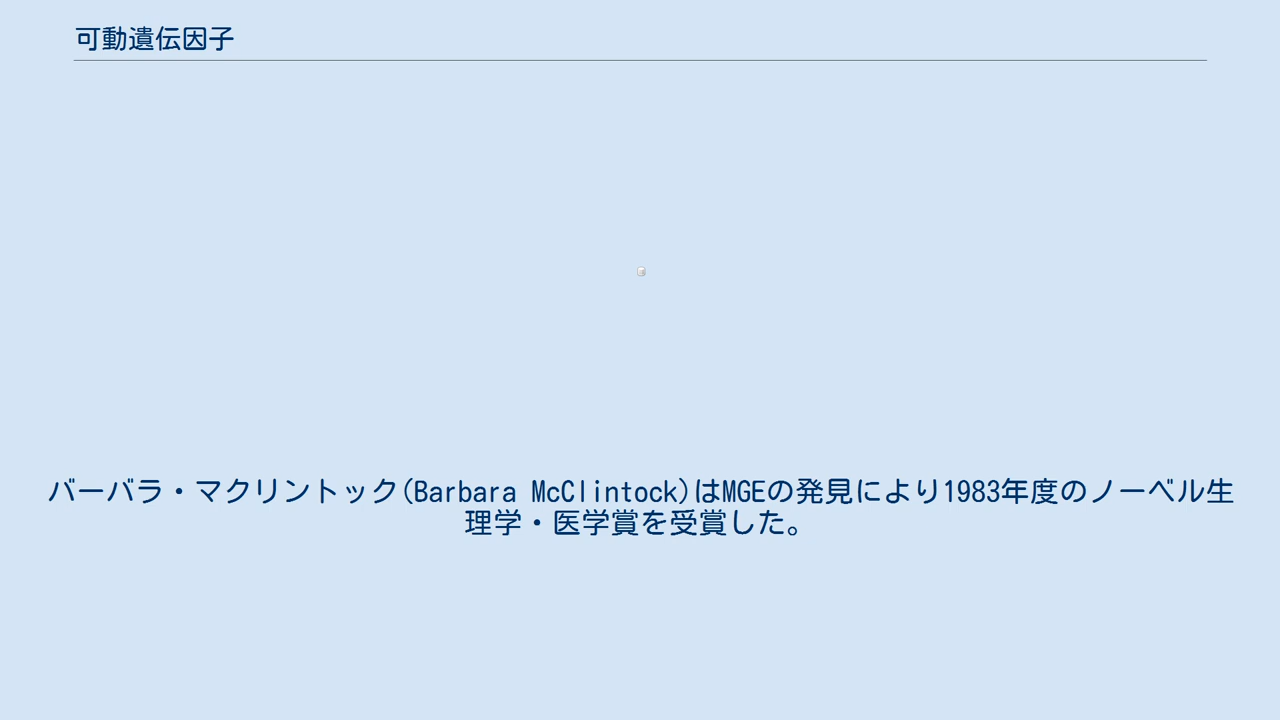 可動遺伝因子
バーバラ・マクリントック(Barbara McClintock)はMGEの発見により1983年度のノーベル生
理学・医学賞を受賞した。